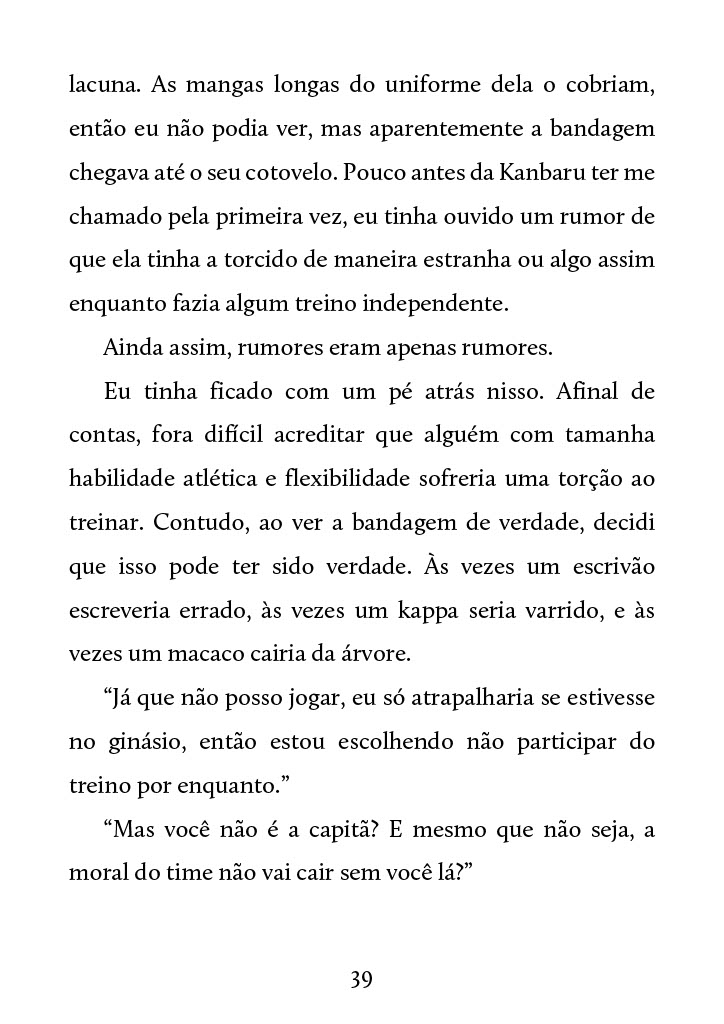 lacuna. As mangas longas do uniforme dela o cobriam,
então eu não podia ver, mas aparentemente a bandagem
chegava até o seu cotovelo. Pouco antes da Kanbaru ter me
chamado pela primeira vez, eu tinha ouvido um rumor de
que ela tinha a torcido de maneira estranha ou algo assim
enquanto fazia algum treino independente.
Ainda assim, rumores eram apenas rumores.
Eu tinha ficado com um pé atrás nisso. Afinal de
contas, fora difícil acreditar que alguém com tamanha
habilidade atlética e flexibilidade sofreria uma torção ao
treinar. Contudo, ao ver a bandagem de verdade, decidi
que isso pode ter sido verdade. Às vezes um escrivão
escreveria errado, às vezes um kappa seria varrido, e às
vezes um macaco cairia da árvore.
“Já que não posso jogar, eu só atrapalharia se estivesse
no ginásio, então estou escolhendo não participar do
treino por enquanto.”
“Mas você não é a capitã? E mesmo que não seja, a
moral do time não vai cair sem você lá?”
39